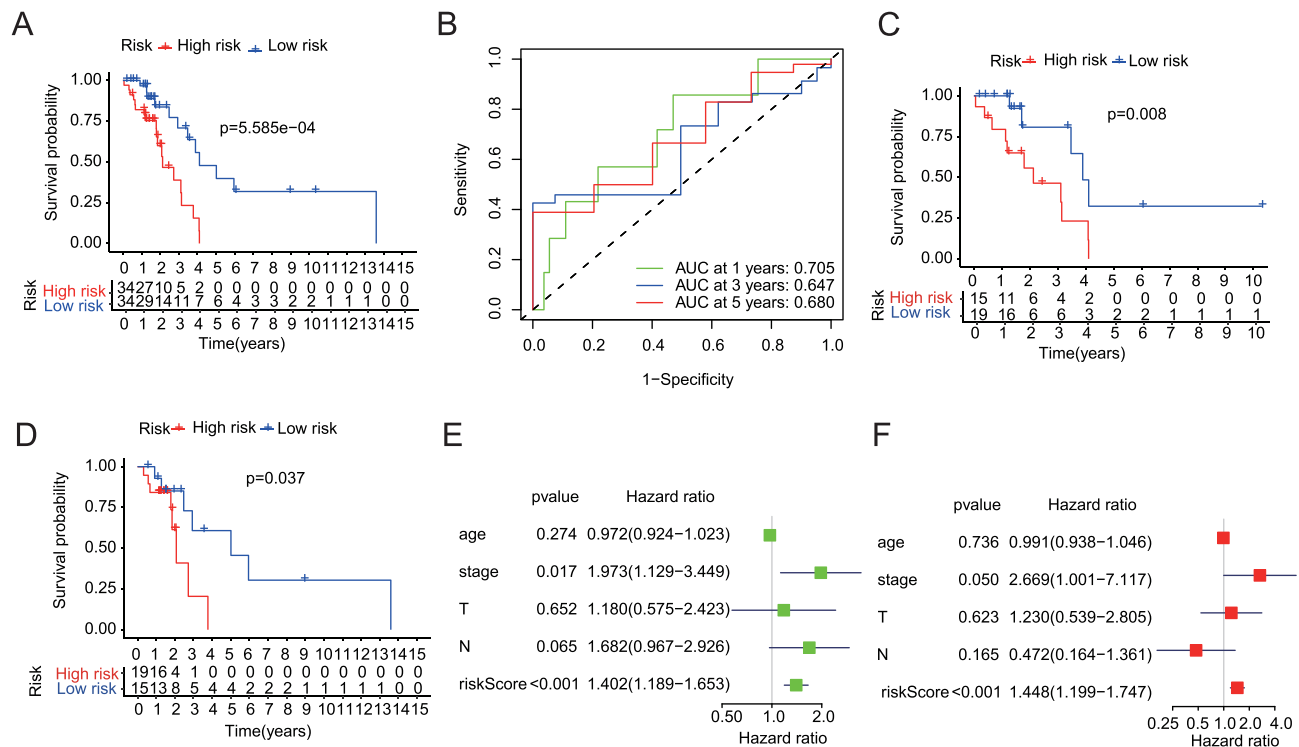 A
Risk High risk Low risk
Survival probability
1.00
0.75
0.50
0.25
0.00
p=5.585e−04
0 1 2 3 4 5 6 7 8 9 10 11 12 13 14 15
Risk
High risk 34 27 10 5 2 0 0 0 0 0 0 0 0 0 0 0
Low risk 34 29 14 11 7 6 4 3 3 2 2 1 1 1 0 0
0 1 2 3 4 5 6 7 8 9 10 11 12 13 14 15
Time(years)
B
Sensitivity
1.0
0.8
0.6
0.4
0.2
0.0
AUC at 1 years: 0.705
AUC at 3 years: 0.647
AUC at 5 years: 0.680
0.0 0.2 0.4 0.6 0.8 1.0
1−Specificity
C
Risk High risk Low risk
Survival probability
1.00
0.75
0.50
0.25
0.00
p=0.008
0 1 2 3 4 5 6 7 8 9 10
Risk
High risk 15 11 6 4 2 0 0 0 0 0 0
Low risk 19 16 6 6 3 2 2 1 1 1 1
0 1 2 3 4 5 6 7 8 9 10
Time(years)
D
Risk High risk Low risk
Survival probability
1.00
0.75
0.50
0.25
0.00
p=0.037
0 1 2 3 4 5 6 7 8 9 10 11 12 13 14 15
Risk
High risk 19 16 4 1 0 0 0 0 0 0 0 0 0 0 0 0
Low risk 15 13 8 5 4 4 2 2 2 1 1 1 1 1 0 0
0 1 2 3 4 5 6 7 8 9 10 11 12 13 14 15
Time(years)
E
pvalue Hazard ratio
age 0.274 0.972(0.924−1.023)
stage 0.017 1.973(1.129−3.449)
T 0.652 1.180(0.575−2.423)
N 0.065 1.682(0.967−2.926)
riskScore <0.001 1.402(1.189−1.653)
0.50 1.0 2.0
Hazard ratio
F
pvalue Hazard ratio
age 0.736 0.991(0.938−1.046)
stage 0.050 2.669(1.001−7.117)
T 0.623 1.230(0.539−2.805)
N 0.165 0.472(0.164−1.361)
riskScore <0.001 1.448(1.199−1.747)
0.25 0.5 1.0 2.0 4.0
Hazard ratio